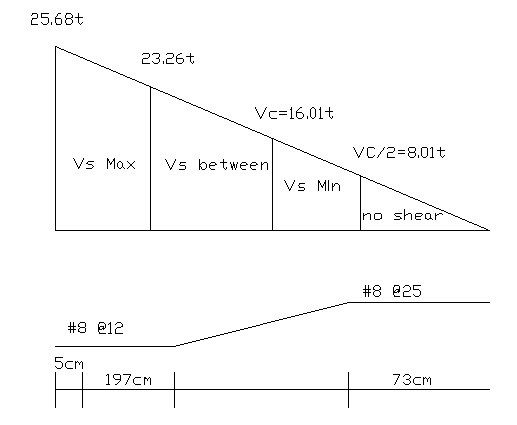 25.68t
23.26t
Vc=16.01t
VC/2=8.01t
Vs Max
Vs between
Vs MIn
no shear
#8 @25
#8 @12
5cm
197cm
73cm